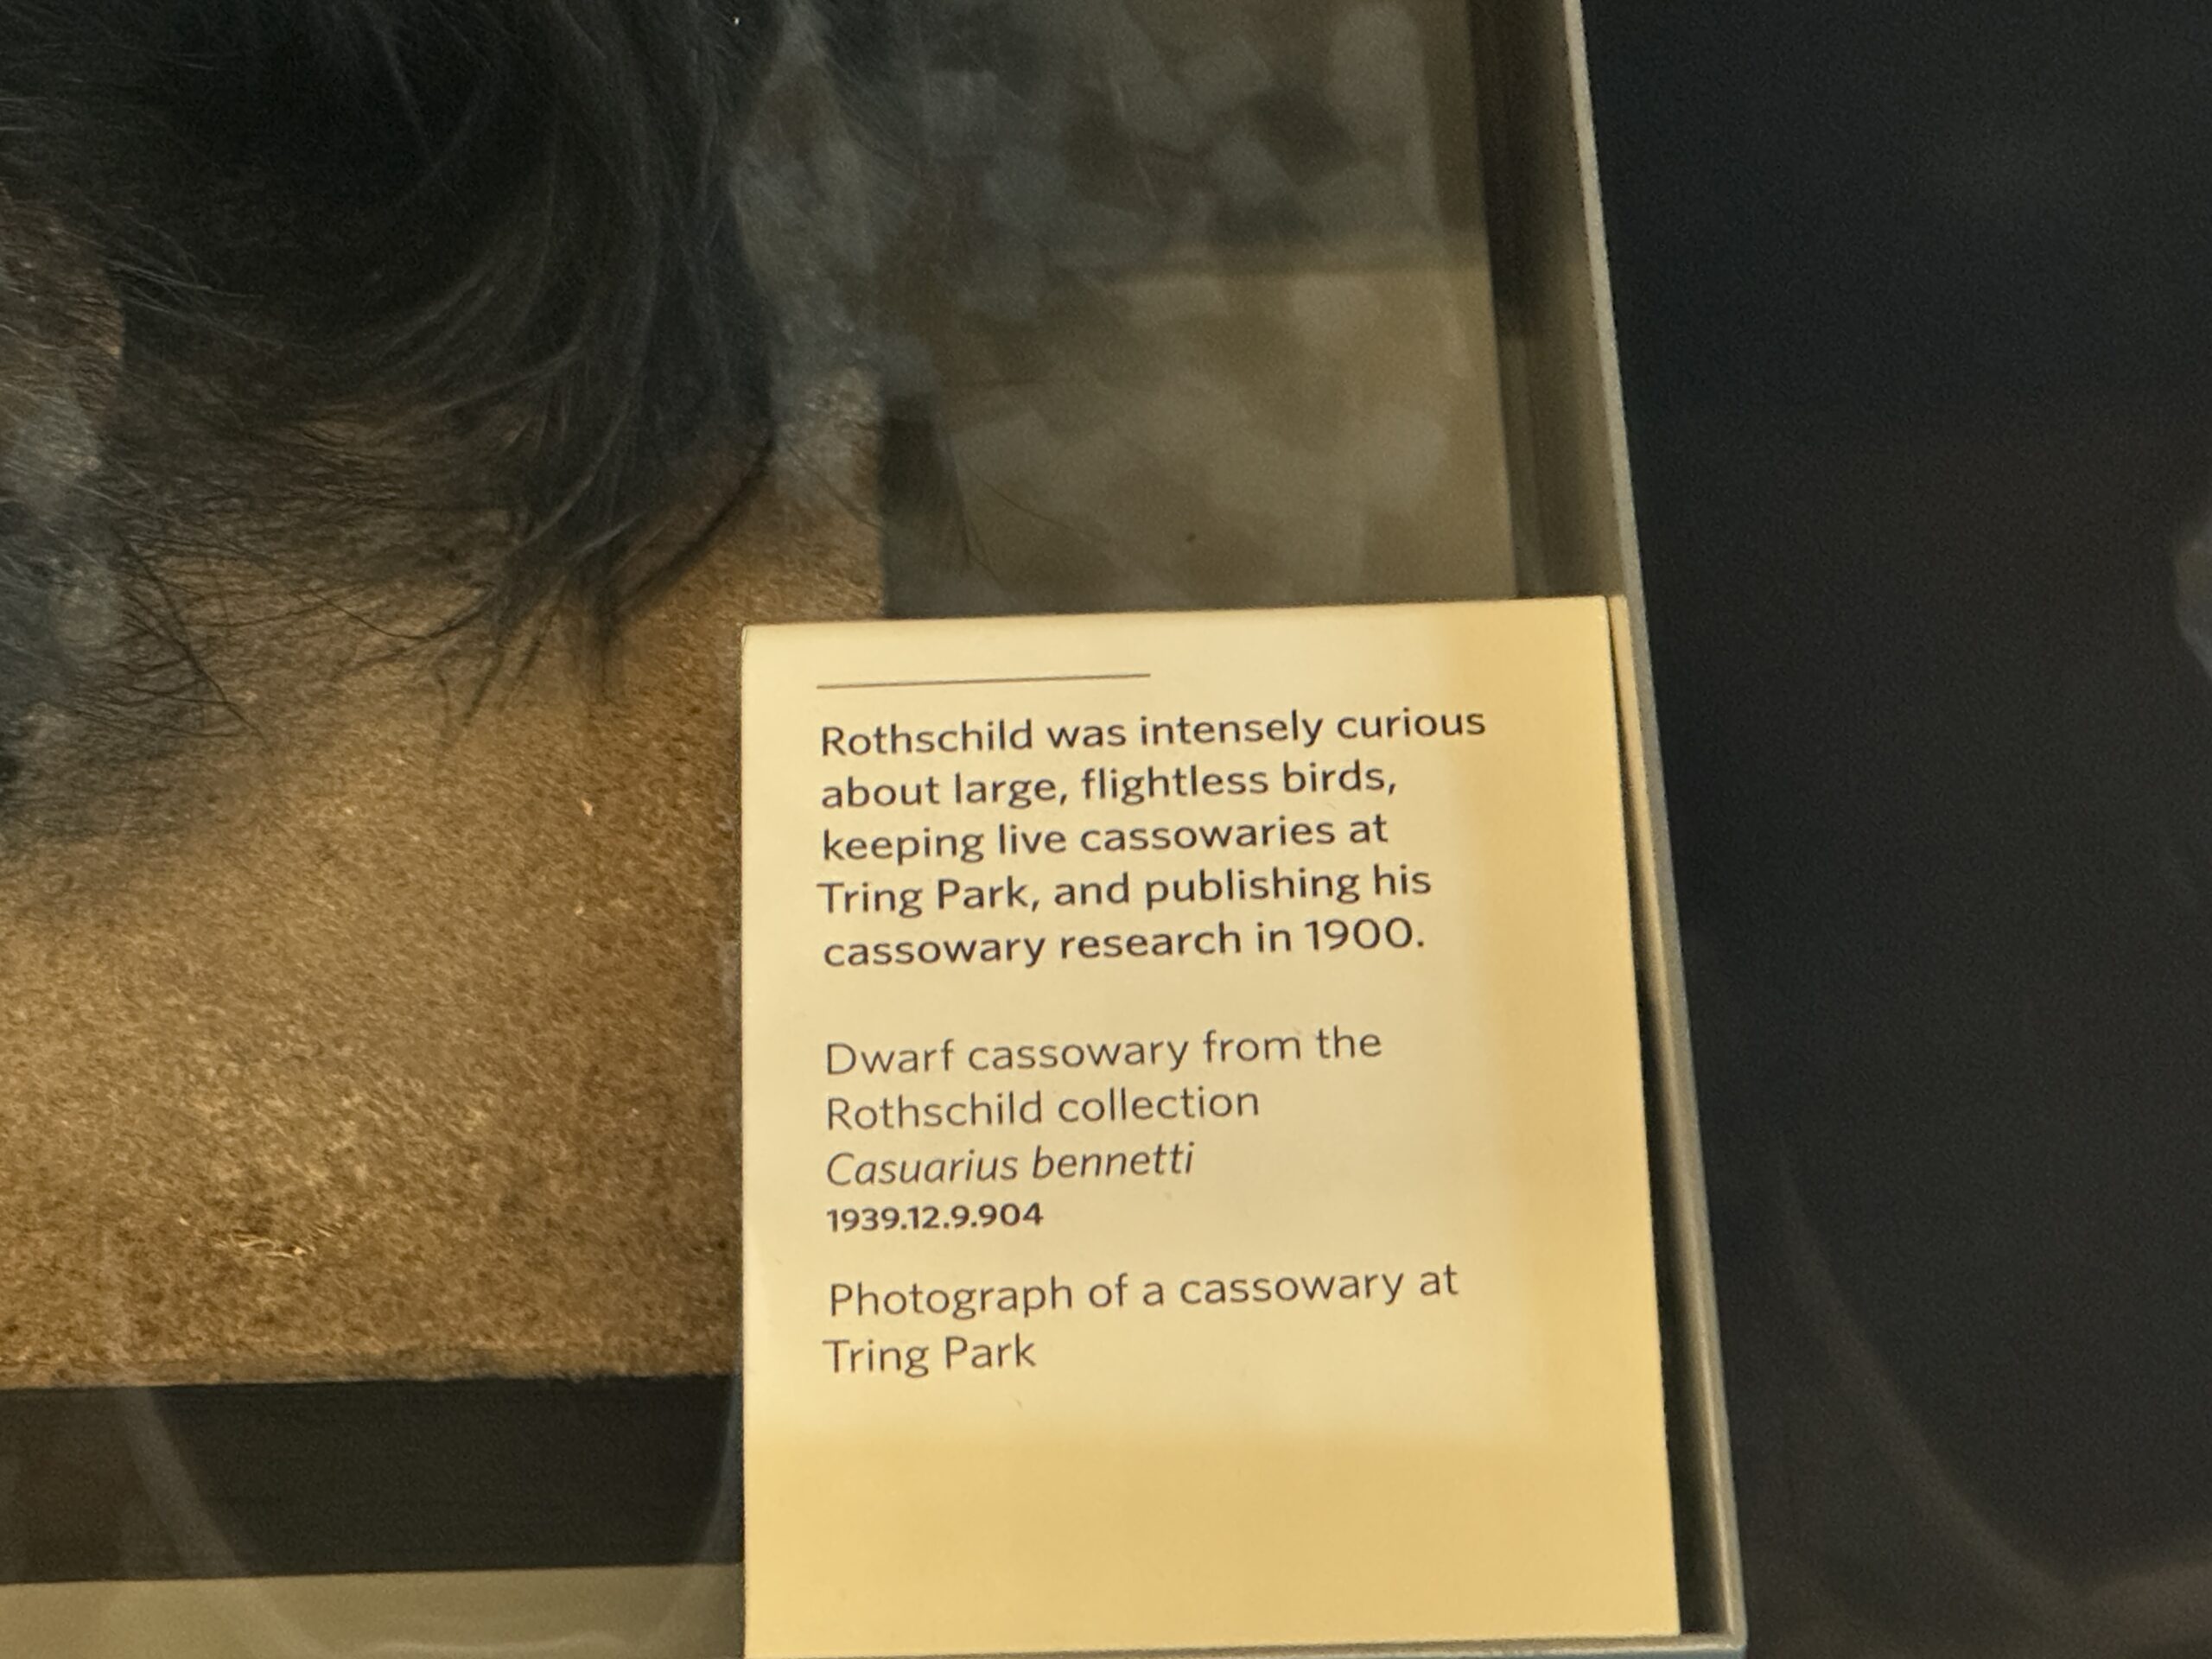 Rothschild was intensely curious
about large, flightless birds,
keeping live cassowaries at
Tring Park, and publishing his
cassowary research in 1900.
Dwarf cassowary from the
Rothschild collection
Casuarius bennetti
1939.12.9.904
Photograph of a cassowary at
Tring Park